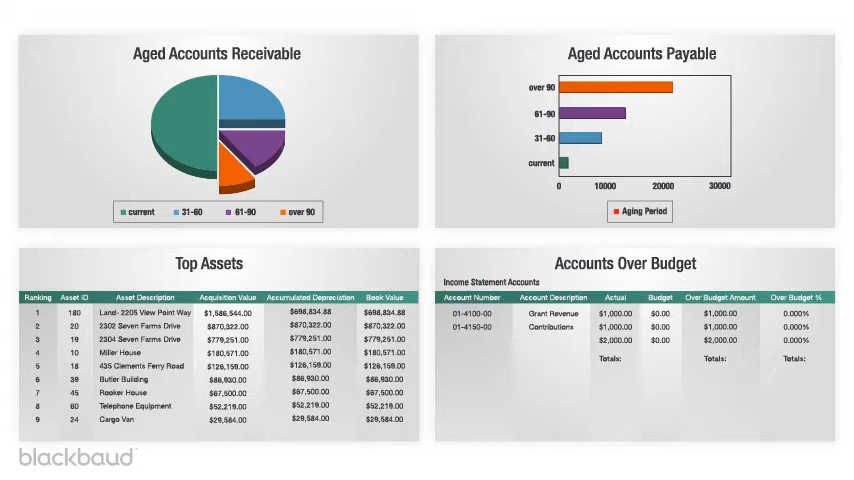 Aged Accounts Receivable
current 31-60 61-90 over 90
Aged Accounts Payable
over 90
61-90
31-60
current
0 10000 20000 30000
Aging Period
Top Assets
Ranking Asset ID Asset Description Acquisition Value Accumulated Depreciation Book Value
1 180 Land- 2205 View Point Way $1,586,544.00 $698,834.88 $698,834.88
2 20 2302 Seven Farms Drive $870,322.00 $870,322.00 $870,322.00
3 19 2304 Seven Farms Drive $779,251.00 $779,251.00 $779,251.00
4 10 Miller House $180,571.00 $180,571.00 $180,571.00
5 18 435 Clements Ferry Road $126,159.00 $126,159.00 $126,159.00
6 39 Butler Building $86,930.00 $86,930.00 $86,930.00
7 45 Rooker House $67,500.00 $67,500.00 $67,500.00
8 60 Telephone Equipment $52,219.00 $52,219.00 $52,219.00
9 24 Cargo Van $29,584.00 $29,584.00 $29,584.00
Accounts Over Budget
Income Statement Accounts
Account Number Account Description Actual Budget Over Budget Amount Over Budget %
01-4100-00 Grant Revenue $1,000.00 $0.00 $1,000.00 0.000%
01-4150-00 Contributions $1,000.00 $0.00 $1,000.00 0.000%
$2,000.00 $0.00 $2,000.00 0.000%
Totals: Totals: Totals:
blackbaud